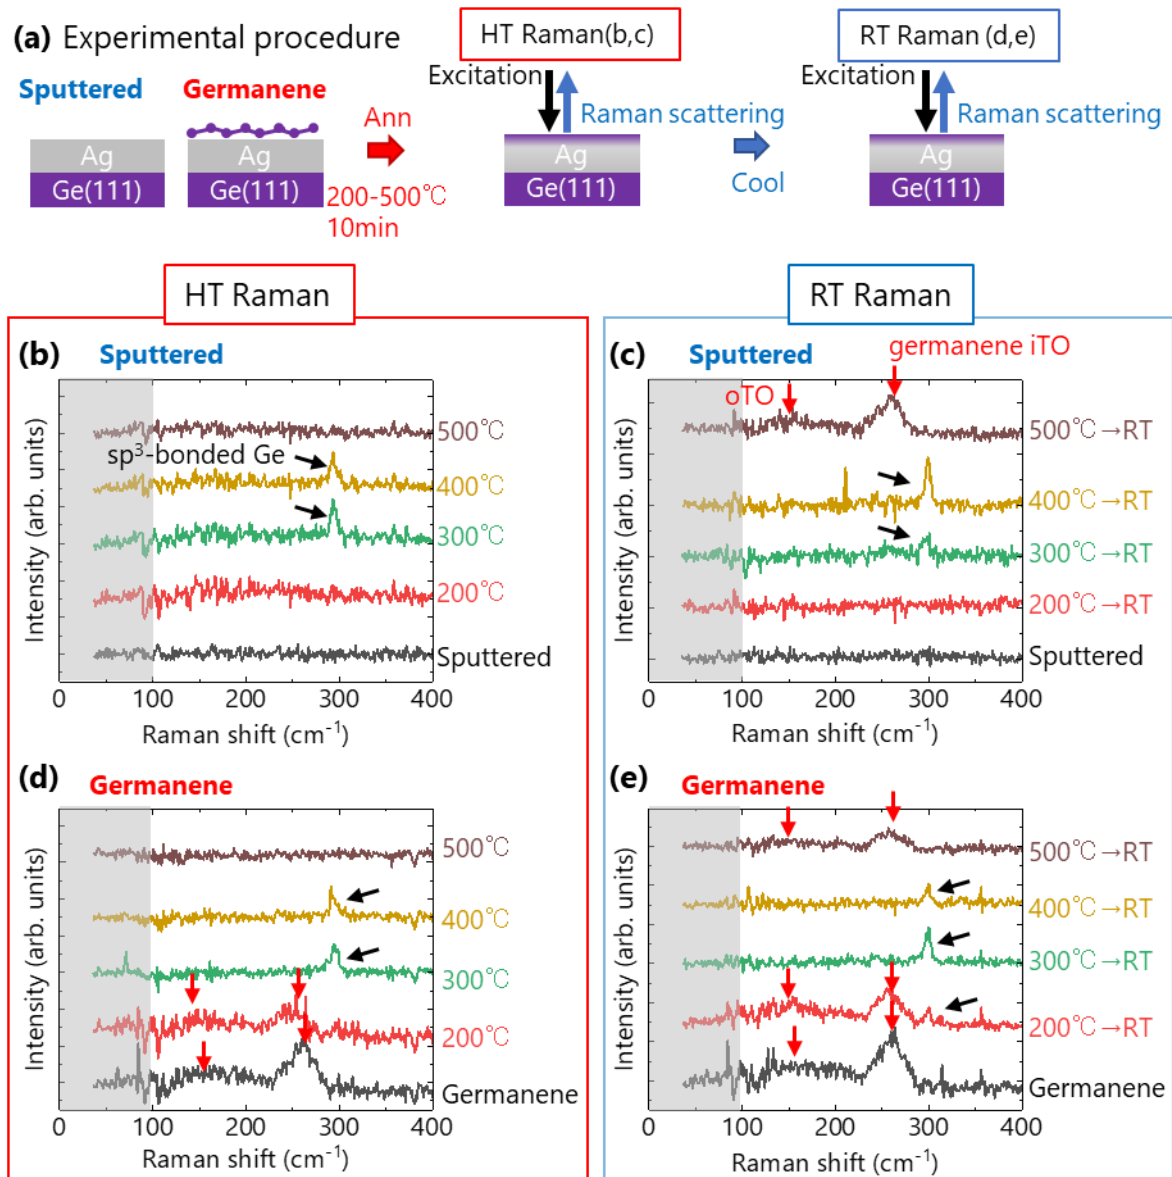 (a) Experimental procedure
HT Raman(b,c)
RT Raman (d,e)
Sputtered
Germanene
Ag
Ge(111)
Ag
Ge(111)
Ann
200-500℃
10min
Excitation
Raman scattering
Ag
Ge(111)
Cool
Excitation
Raman scattering
Ag
Ge(111)
HT Raman
(b) Sputtered
Intensity (arb. units)
500℃
sp³-bonded Ge
400℃
300℃
200℃
Sputtered
0 100 200 300 400
Raman shift (cm⁻¹)
(d) Germanene
Intensity (arb. units)
500℃
400℃
300℃
200℃
Germanene
0 100 200 300 400
Raman shift (cm⁻¹)
RT Raman
(c) Sputtered
germanene iTO
oTO
Intensity (arb. units)
500℃→RT
400℃→RT
300℃→RT
200℃→RT
Sputtered
0 100 200 300 400
Raman shift (cm⁻¹)
(e) Germanene
Intensity (arb. units)
500℃→RT
400℃→RT
300℃→RT
200℃→RT
Germanene
0 100 200 300 400
Raman shift (cm⁻¹)